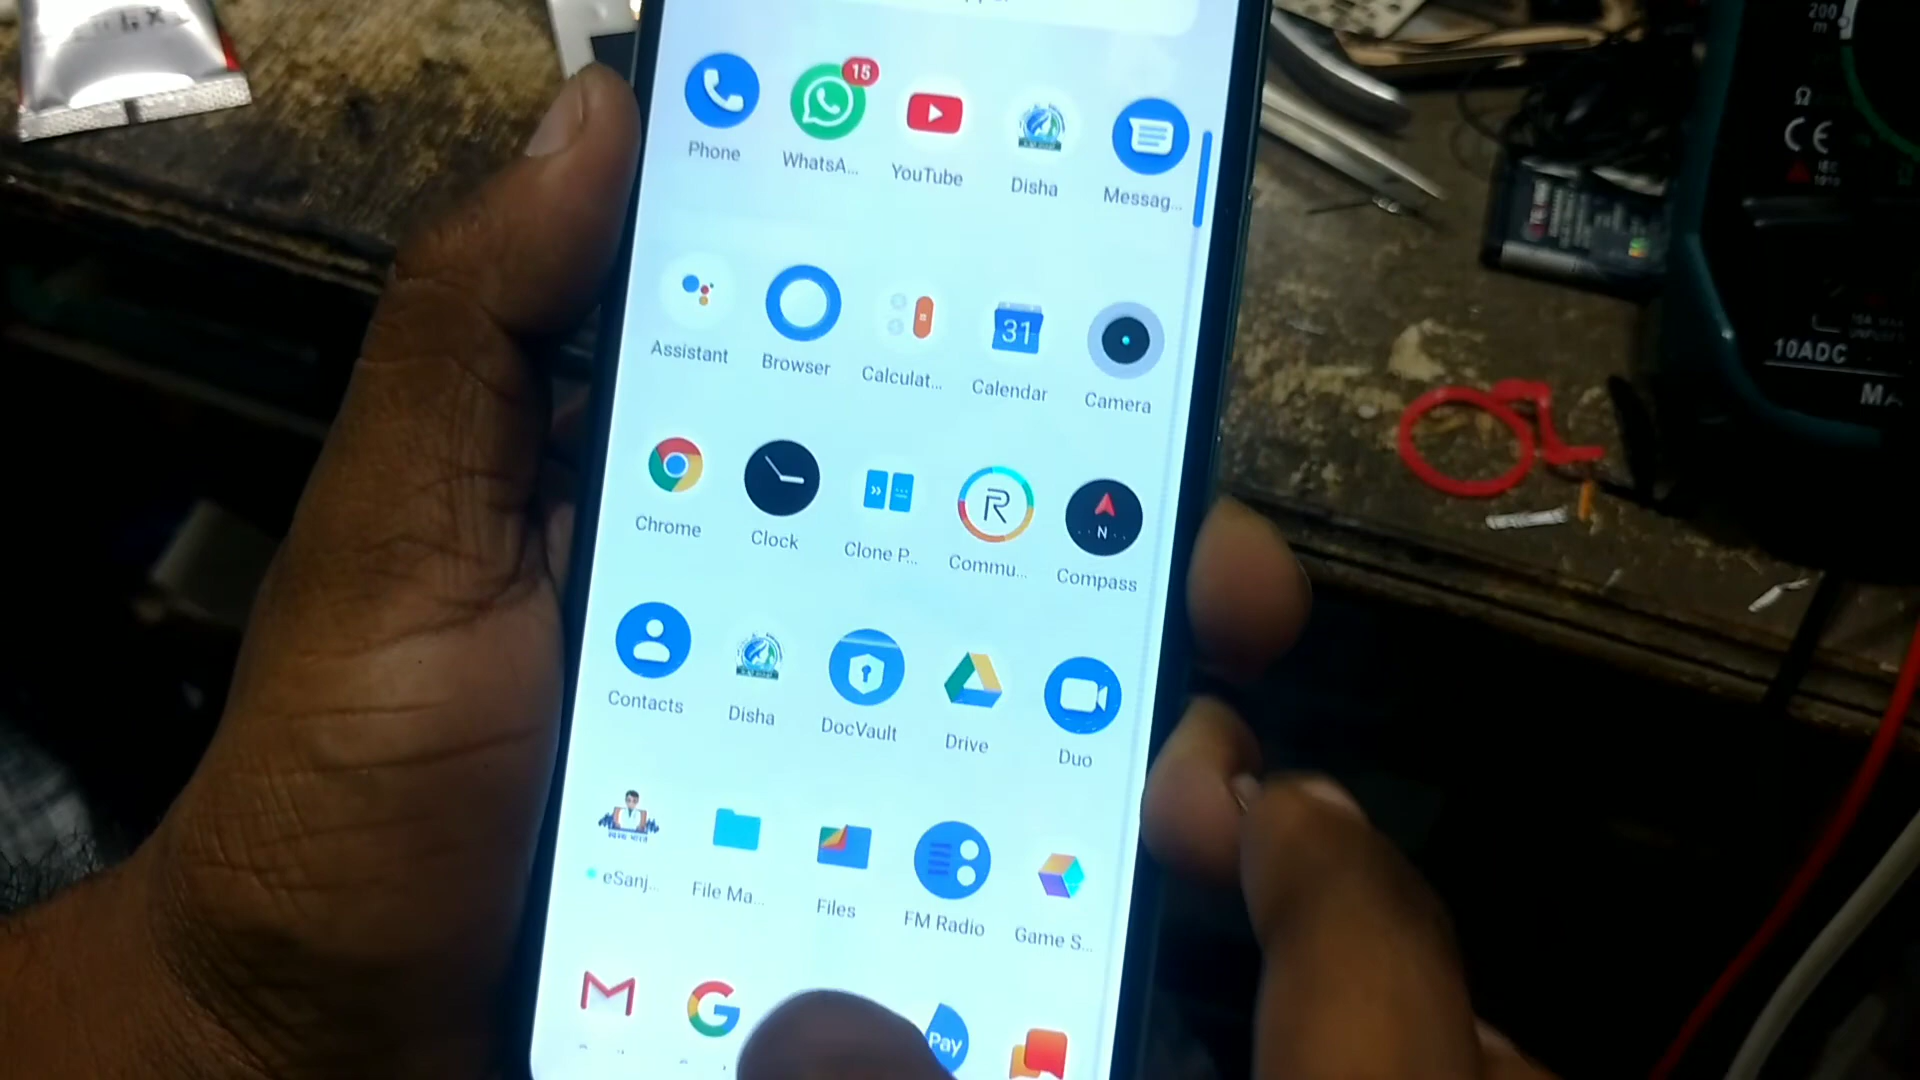 15
Phone
WhatsA...
YouTube
Disha
Messag...
Assistant
Browser
Calculat...
31
Calendar
Camera
Chrome
Clock
Clone P...
Commu...
N
Compass
Contacts
Disha
DocVault
Drive
Duo
eSanj...
File Ma...
Files
FM Radio
Game S...
G
Pay
200
m
Ω
CE
10ADC